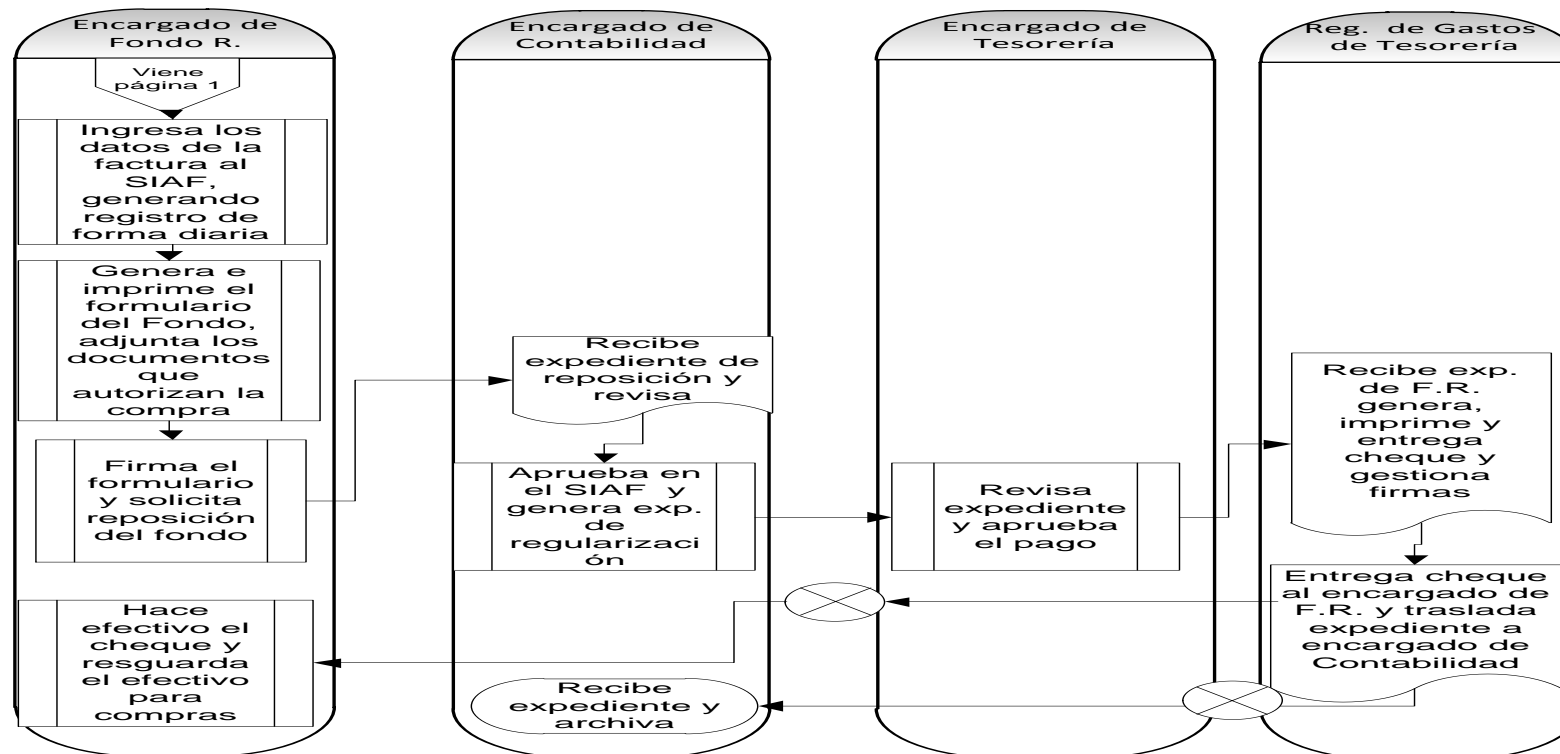 Encargado de
Fondo R.
Encargado de
Contabilidad
Encargado de
Tesorería
Reg. de Gastos
de Tesorería
Viene
página 1
Ingresa los
datos de la
factura al
SIAF,
generando
registro de
forma diaria
Genera e
imprime el
formulario
del Fondo,
adjunta los
documentos
que
autorizan la
compra
Firma el
formulario
y solicita
reposición
del fondo
Recibe
expediente de
reposición y
revisa
Aprueba en
el SIAF y
genera exp.
de
regularizaci
ón
Revisa
expediente
y aprueba
el pago
Recibe exp.
de F.R.
genera,
imprime y
entrega
cheque y
gestiona
firmas
Entrega cheque
al encargado de
F.R. y traslada
expediente a
encargado de
Contabilidad
Hace
efectivo el
cheque y
resguarda
el efectivo
para
compras
Recibe
expediente y
archiva